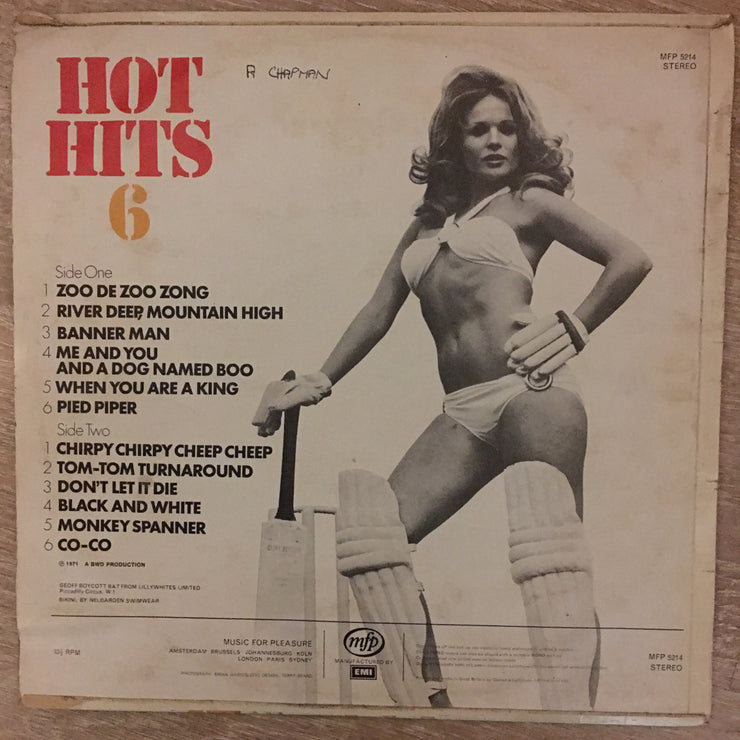 HOT
HITS
6
R CHAPMAN
MFP 5214
STEREO
Side One
1 ZOO DE ZOO ZONG
2 RIVER DEEP, MOUNTAIN HIGH
3 BANNER MAN
4 ME AND YOU
AND A DOG NAMED BOO
5 WHEN YOU ARE A KING
6 PIED PIPER
Side Two
1 CHIRPY CHIRPY CHEEP CHEEP
2 TOM-TOM TURNAROUND
3 DON'T LET IT DIE
4 BLACK AND WHITE
5 MONKEY SPANNER
6 CO-CO
℗ 1971 A BWD PRODUCTION
GEOFF BOYCOTT BAT FROM LILLYWHITES LIMITED
Piccadilly Circus, W.1
BIKINI, BY NELBARDEN SWIMWEAR
33⅓ RPM
MUSIC FOR PLEASURE
AMSTERDAM BRUSSELS JOHANNESBURG KOLN
LONDON PARIS SYDNEY
mfp
MANUFACTURED BY
EMI
MFP 5214
STEREO